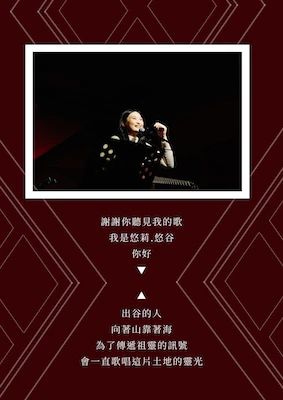 謝謝你聽見我的歌
我是悠莉,悠谷
你好
出谷的人
向著山靠著海
為了傳遞祖靈的訊號
會一直歌唱這片土地的靈光